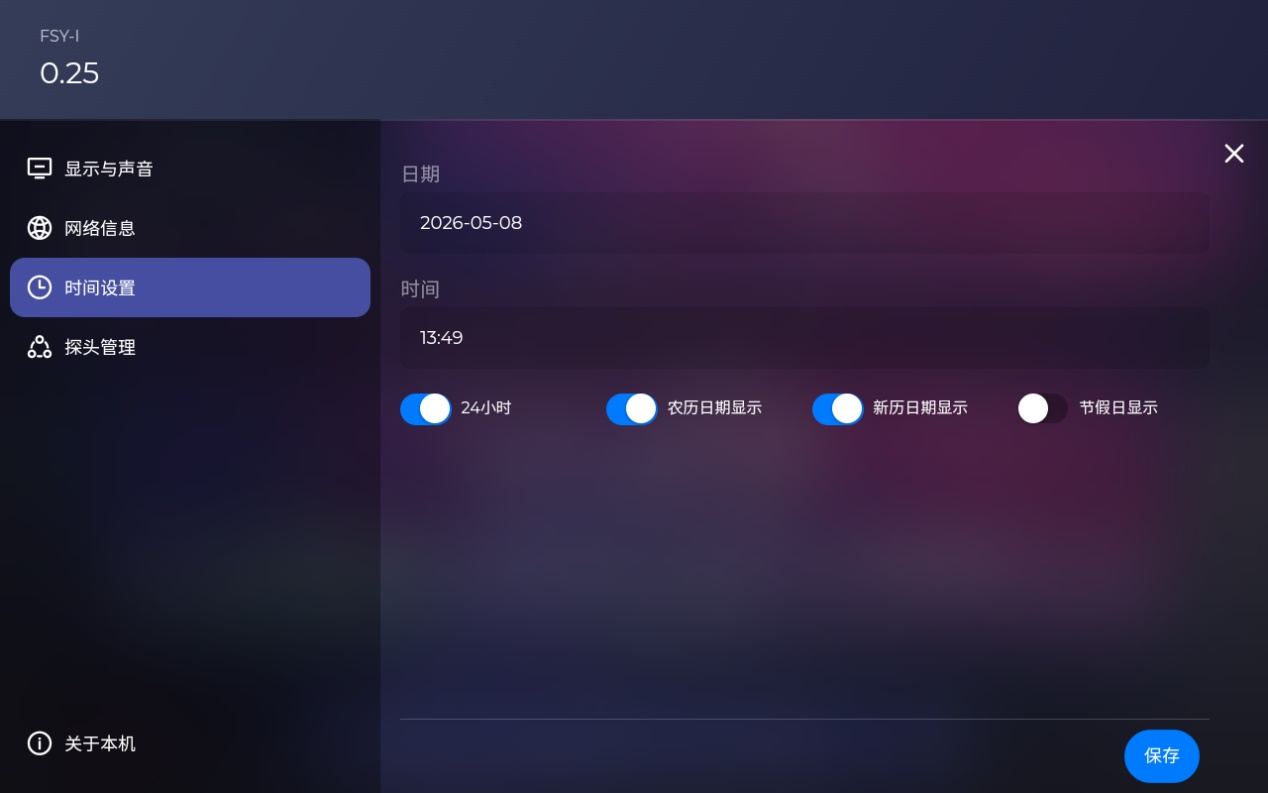 FSY-I
0.25
显示与声音
网络信息
时间设置
探头管理
关于本机
日期
2026-05-08
时间
13:49
24小时
农历日期显示
新历日期显示
节假日显示
保存